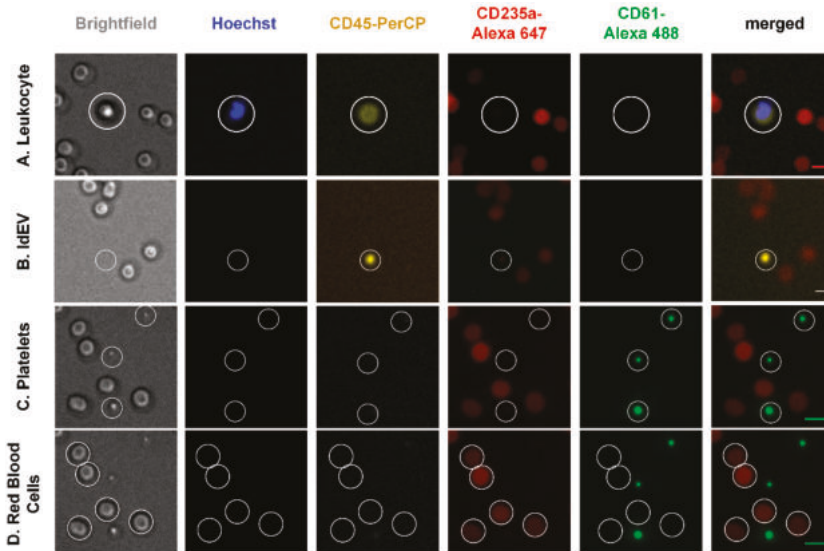 Brightfield
Hoechst
CD45-PerCP
CD235a-
Alexa 647
CD61-
Alexa 488
merged
A. Leukocyte
B. ldEV
C. Platelets
D. Red Blood
Cells